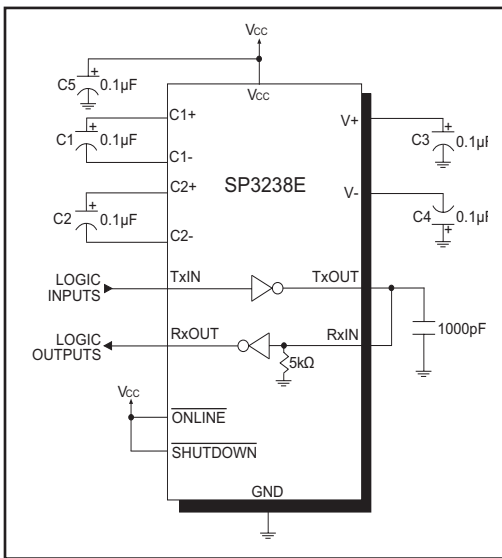 VCC
C5
+
0.1µF
VCC
C1+
C1
+
0.1µF
C1-
C2+
C2
+
0.1µF
C2-
SP3238E
V+
C3
+
0.1µF
V-
C4
0.1µF
+
LOGIC
INPUTS
TxIN
TxOUT
LOGIC
OUTPUTS
RxOUT
RxIN
5kΩ
1000pF
VCC
ONLINE
SHUTDOWN
GND